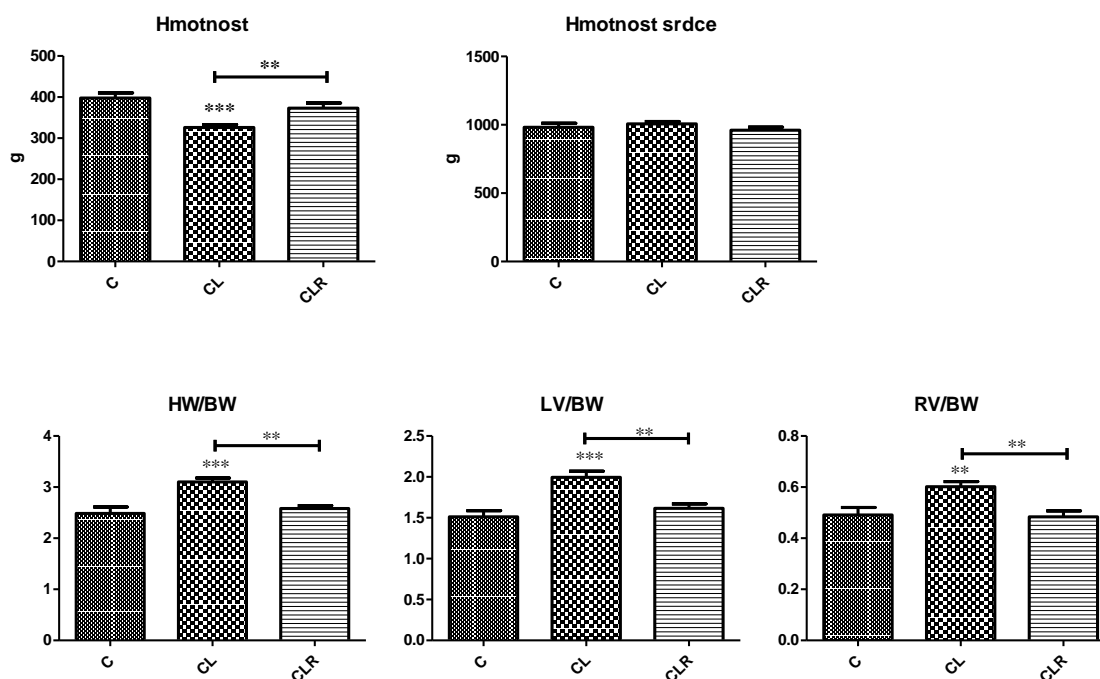 Hmotnost
500
400
300
200
100
0
g
***
**
C
CL
CLR
Hmotnost srdce
1500
1000
500
0
g
C
CL
CLR
HW/BW
4
3
2
1
0
***
**
C
CL
CLR
LV/BW
2.5
2.0
1.5
1.0
0.5
0.0
***
**
C
CL
CLR
RV/BW
0.8
0.6
0.4
0.2
0.0
**
**
C
CL
CLR